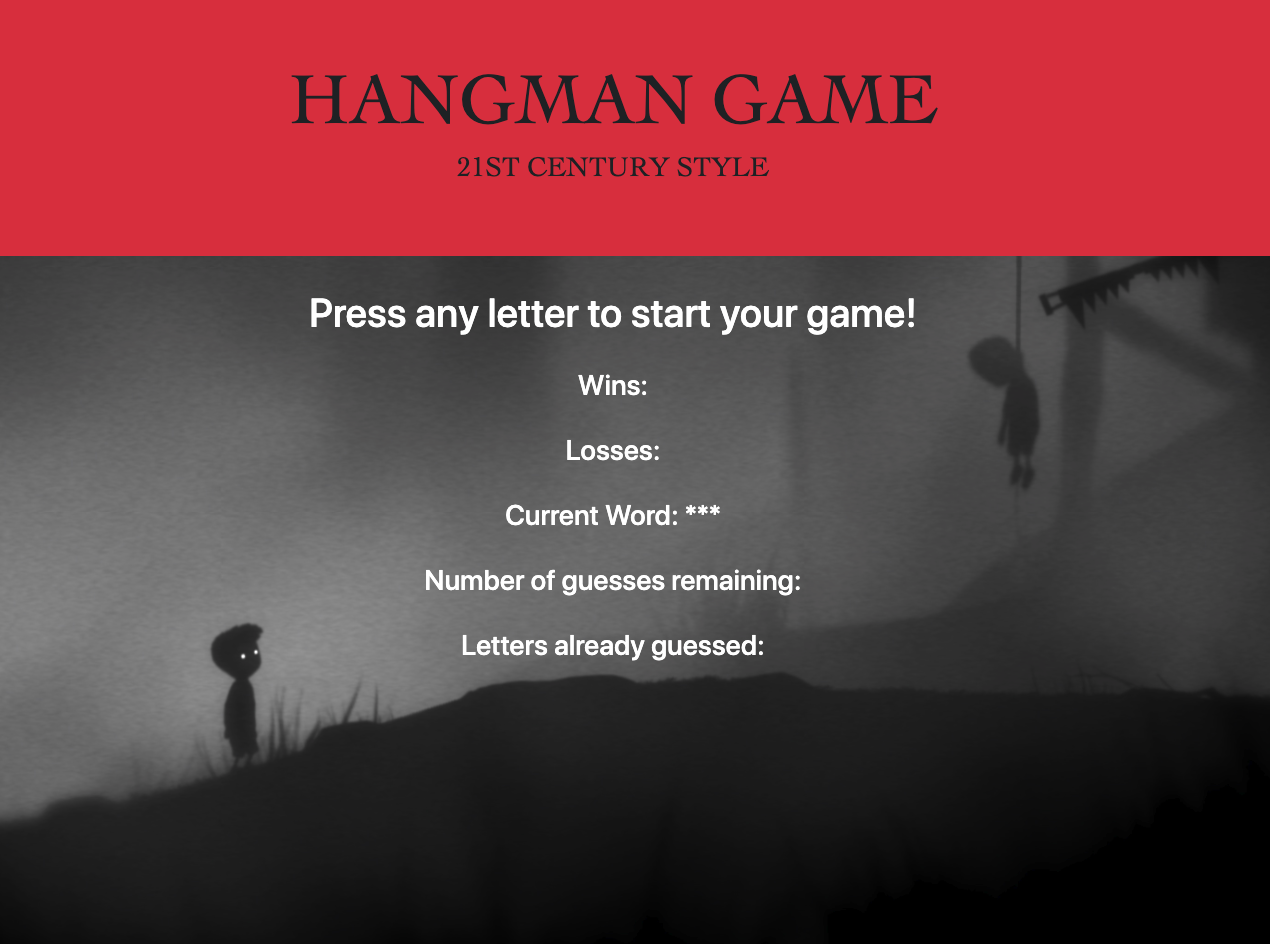 HANGMAN GAME
21ST CENTURY STYLE
Press any letter to start your game!
Wins:
Losses:
Current Word: ***
Number of guesses remaining:
Letters already guessed: